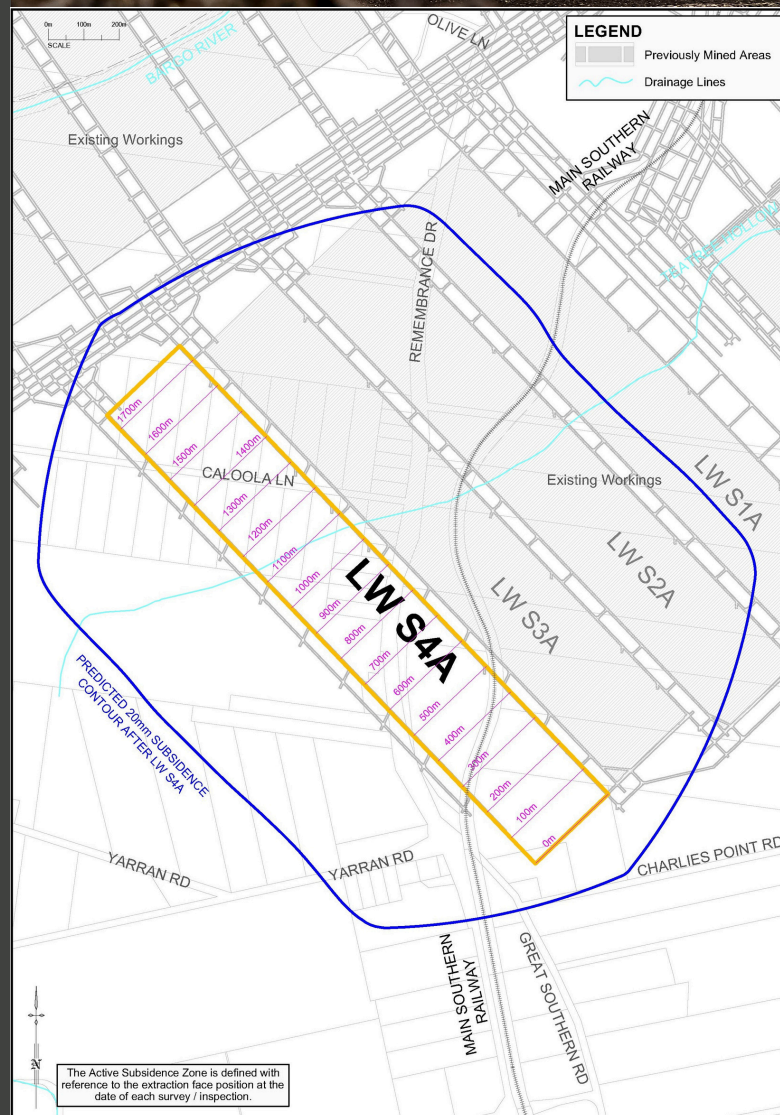 0m 100m 200m
SCALE
BARGO RIVER
OLIVE LN
LEGEND
Previously Mined Areas
Drainage Lines
Existing Workings
MAIN SOUTHERN
RAILWAY
TEATREE HOLLOW
REMEMBRANCE DR
1700m
1600m
1500m
1400m
CALOOLA LN
1300m
1200m
1100m
1000m
900m
800m
700m
600m
500m
400m
300m
200m
100m
0m
LW S4A
Existing Workings
LW S1A
LW S2A
LW S3A
PREDICTED 20mm SUBSIDENCE
CONTOUR AFTER LW S4A
YARRAN RD
YARRAN RD
CHARLIES POINT RD
MAIN SOUTHERN
RAILWAY
GREAT SOUTHERN RD
N
The Active Subsidence Zone is defined with
reference to the extraction face position at the
date of each survey / inspection.